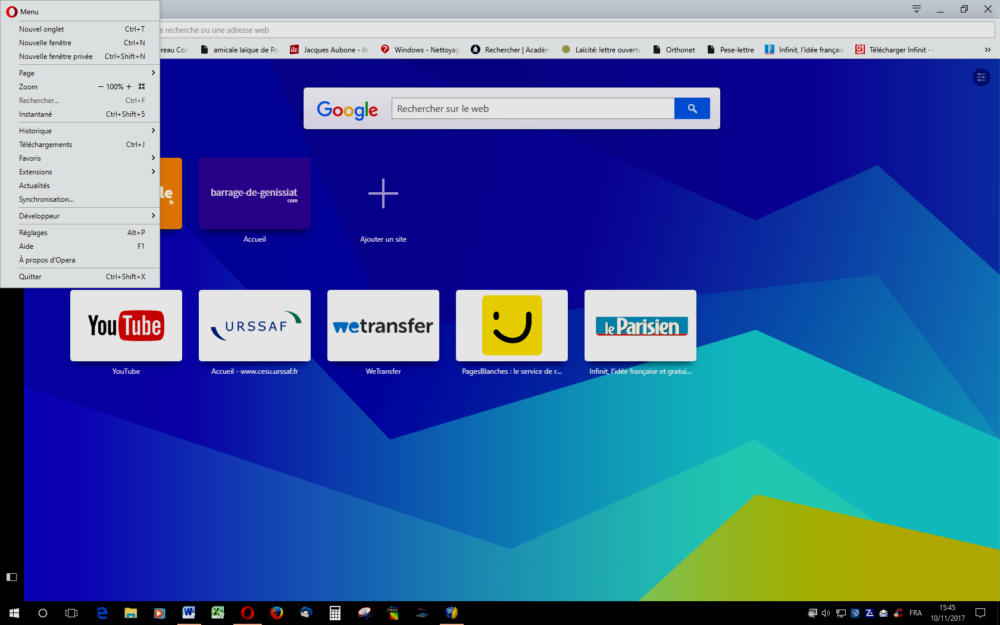 Menu
Nouvel onglet Ctrl+T
Nouvelle fenêtre Ctrl+N
Nouvelle fenêtre privée Ctrl+Shift+N
Page
Zoom — 100% +
Rechercher... Ctrl+F
Instantané Ctrl+Shift+5
Historique
Téléchargements Ctrl+J
Favoris
Extensions
Actualités
Synchronisation...
Développeur
Réglages Alt+P
Aide F1
À propos d'Opera
Quitter Ctrl+Shift+X
recherche ou une adresse web
amicale laïque de Po
Jacques Aubone - In
Windows - Nettoyag
Rechercher | Académ
Laïcité: lettre ouverte
Orthonet
Pese-lettre
Infinit, l'idée français
Télécharger Infinit -
Google
Rechercher sur le web
le
fr
barrage-de-genissiat
com
Accueil
Ajouter un site
YouTube
URSSAF
wetransfer
le Parisien
YouTube
Accueil - www.cesu.urssaf.fr
WeTransfer
PagesBlanches : le service de r...
Infinit, l'idée française et gratui...
FRA
15:45
10/11/2017